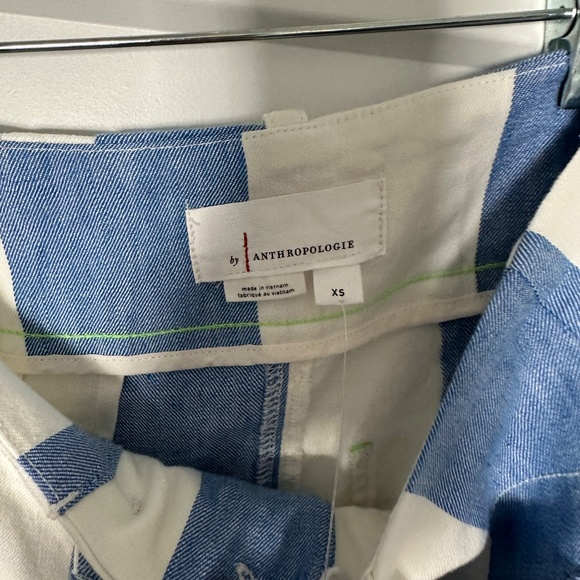 by ANTHROPOLOGIE
made in vietnam
fabriqué au vietnam
XS